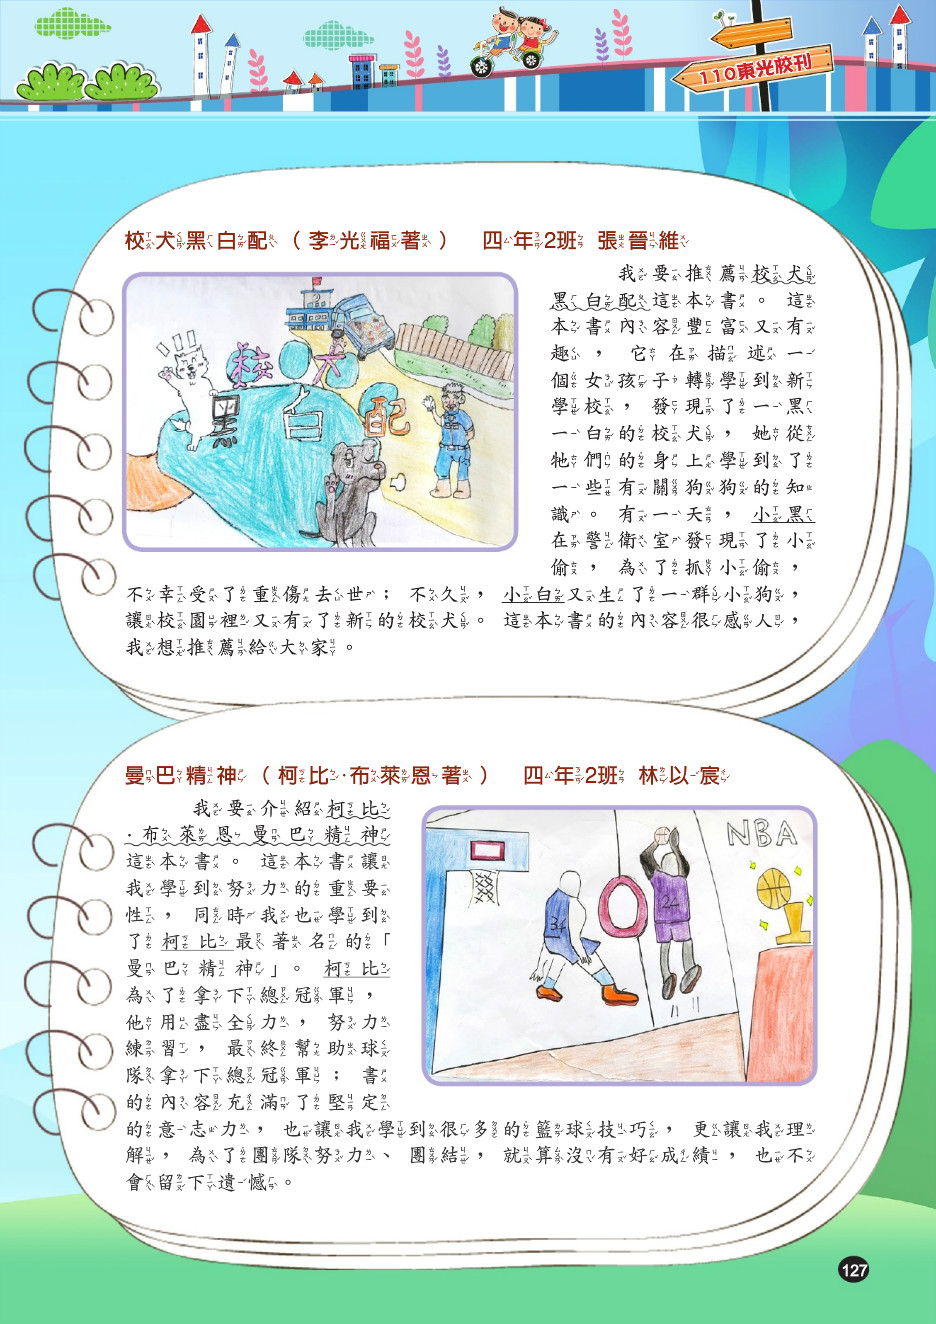 110東光校刊
校犬黑白配（李光福著） 四年2班 張晉維
校犬
黑白配
我要推薦校犬
黑白配這本書。這
本書內容豐富又有
趣，它在描述一
個女孩子轉學到新
學校，發現了一黑
一白的校犬，她從
牠們的身上學到了
一些有關狗狗的知
識。有一天，小黑
在警衛室發現了小
偷，為了抓小偷，
不幸受了重傷去世；不久，小白又生了一群小狗，
讓校園裡又有了新的校犬。這本書的內容很感人，
我想推薦給大家。
曼巴精神（柯比·布萊恩著） 四年2班 林以宸
我要介紹柯比
·布萊恩曼巴精神
這本書。這本書讓
我學到努力的重要
性，同時我也學到
了柯比最著名的「
曼巴精神」。柯比
為了拿下總冠軍，
他用盡全力，努力
練習，最終幫助球
隊拿下總冠軍；書
的內容充滿了堅定
的意志力，也讓我學到很多的籃球技巧，更讓我理
解，為了團隊努力、團結，就算沒有好成績，也不
會留下遺憾。
NBA
34
24
127